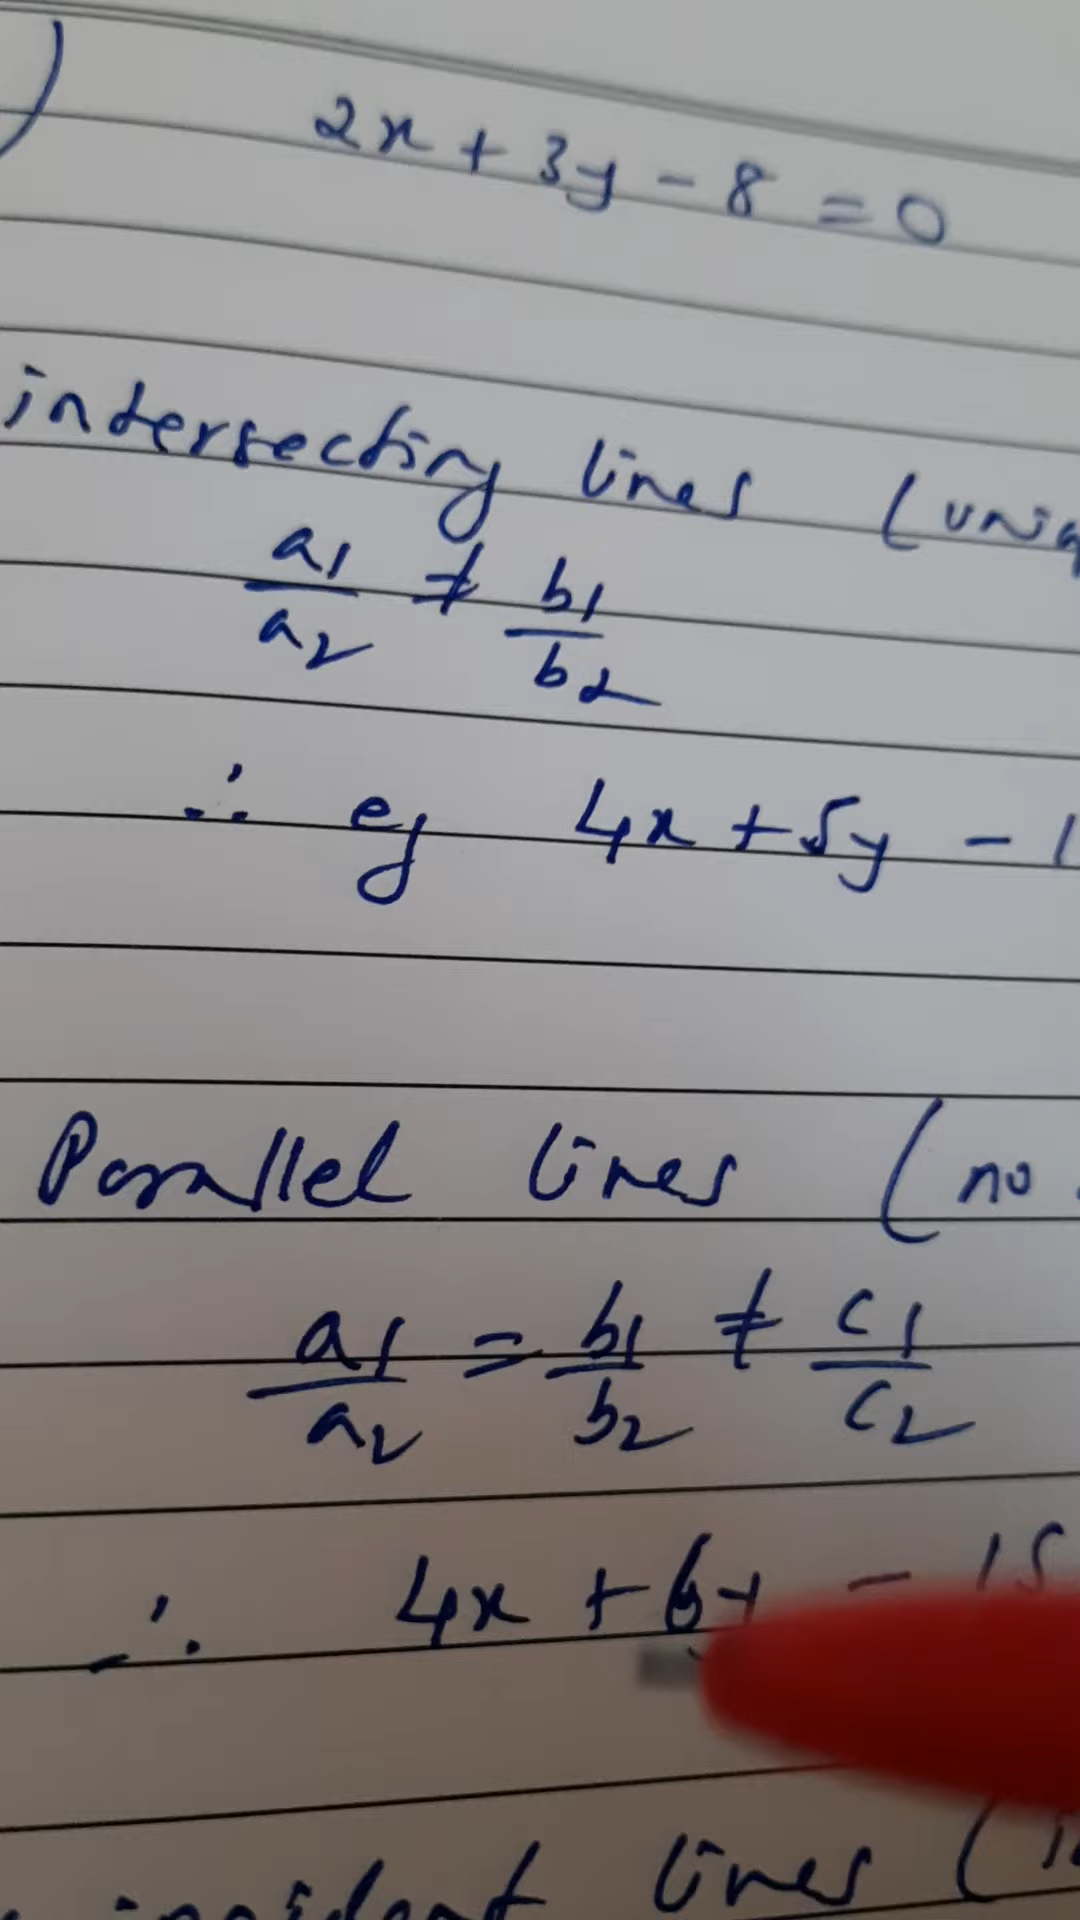 ) 2x + 3y - 8 = 0
intersecting lines (
a1/a2 ≠ b1/b2
∴ eg 4x + 5y - 1
Parallel lines (no
a1/a2 = b1/b2 ≠ c1/c2
∴ 4x + 6y - 15
lines (